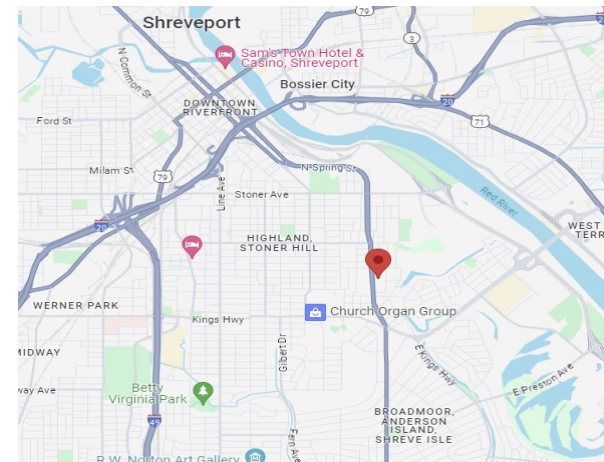 79
Shreveport
3
N Common St
Sam's Town Hotel &
Casino, Shreveport
Bossier City
DOWNTOWN
RIVERFRONT
20
Ford St
71
N Spring St
Milam St
79
Line Ave
Stoner Ave
Red River
20
WEST
TERR
HIGHLAND,
STONER HILL
WERNER PARK
Kings Hwy
Church Organ Group
MIDWAY
Gilbert Dr
E Kings Hwy
E Preston Ave
way Ave
Betty
Virginia Park
49
BROADMOOR,
ANDERSON
ISLAND,
SHREVE ISLE
Fern Ave
R.W. Norton Art Gallery